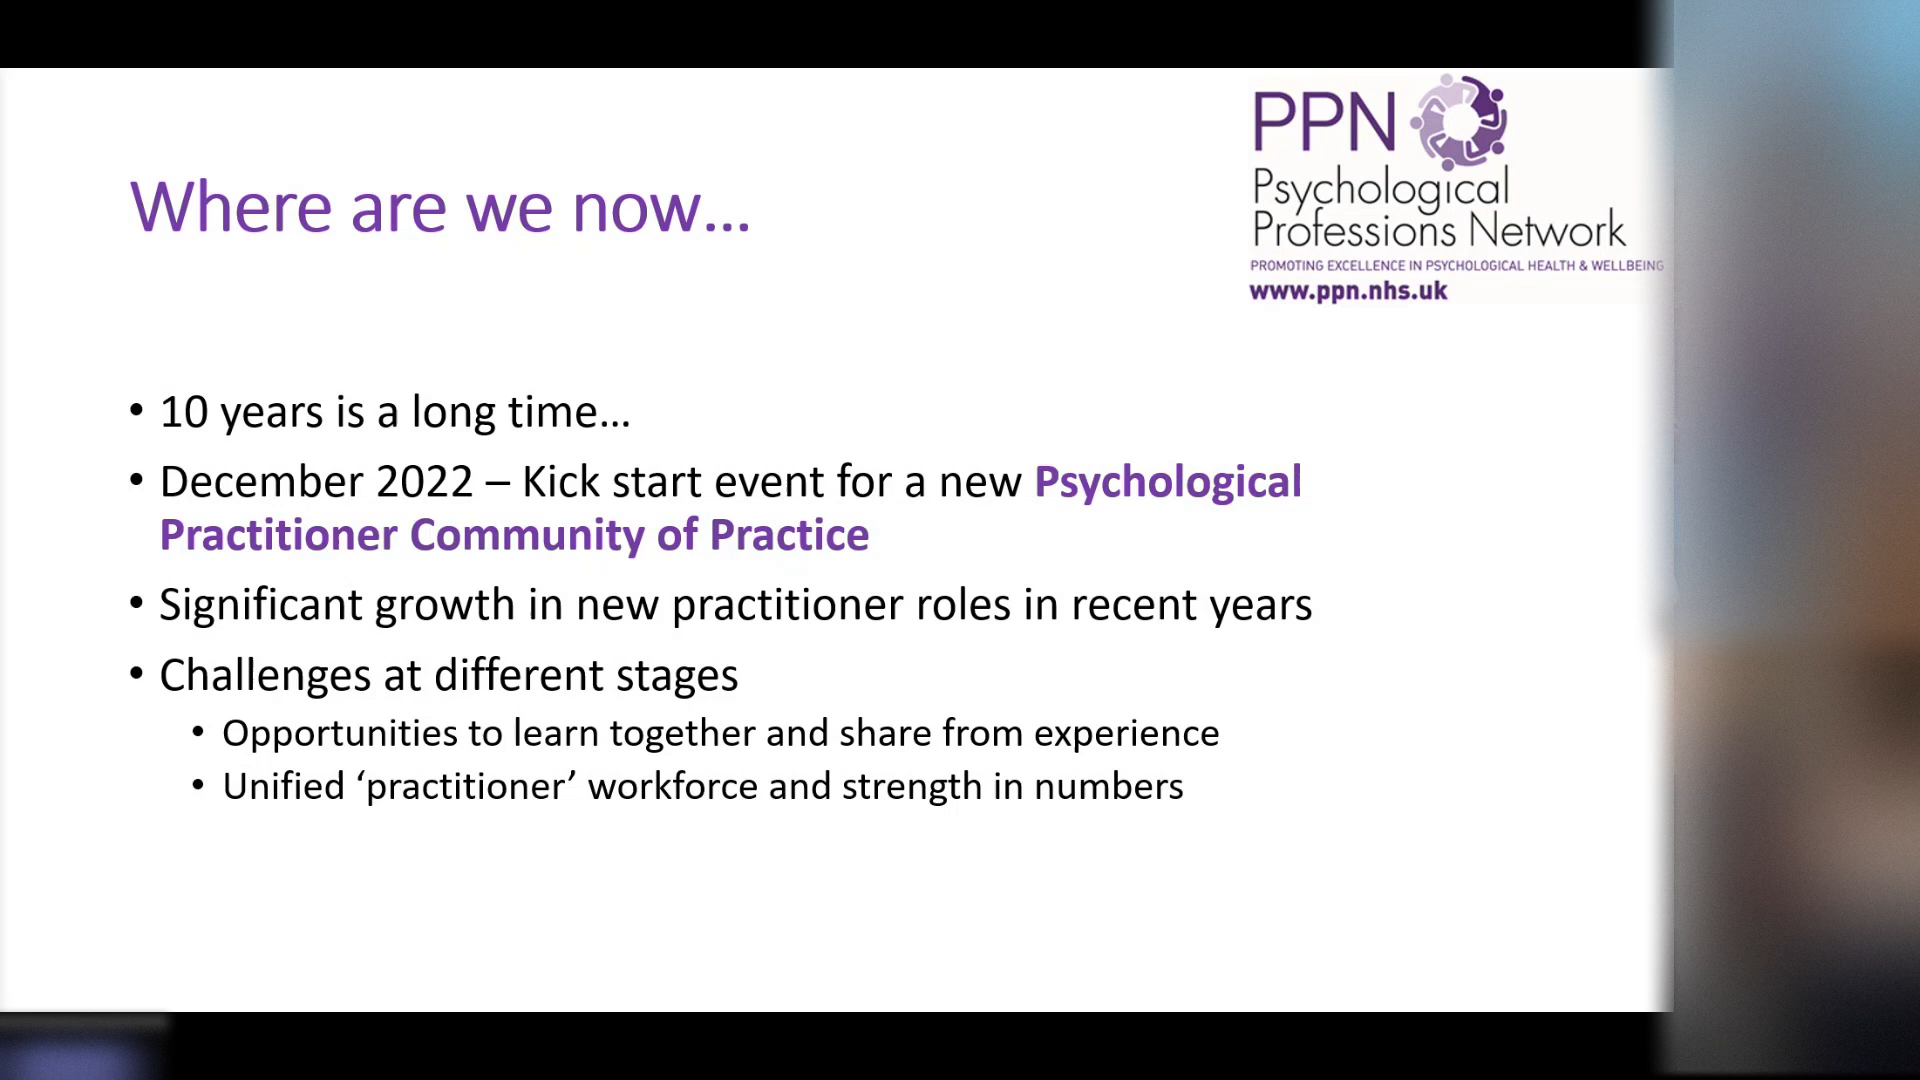 PPN
Psychological
Professions Network
PROMOTING EXCELLENCE IN PSYCHOLOGICAL HEALTH & WELLBEING
www.ppn.nhs.uk
Where are we now…
• 10 years is a long time…
• December 2022 – Kick start event for a new Psychological
Practitioner Community of Practice
• Significant growth in new practitioner roles in recent years
• Challenges at different stages
• Opportunities to learn together and share from experience
• Unified ‘practitioner’ workforce and strength in numbers